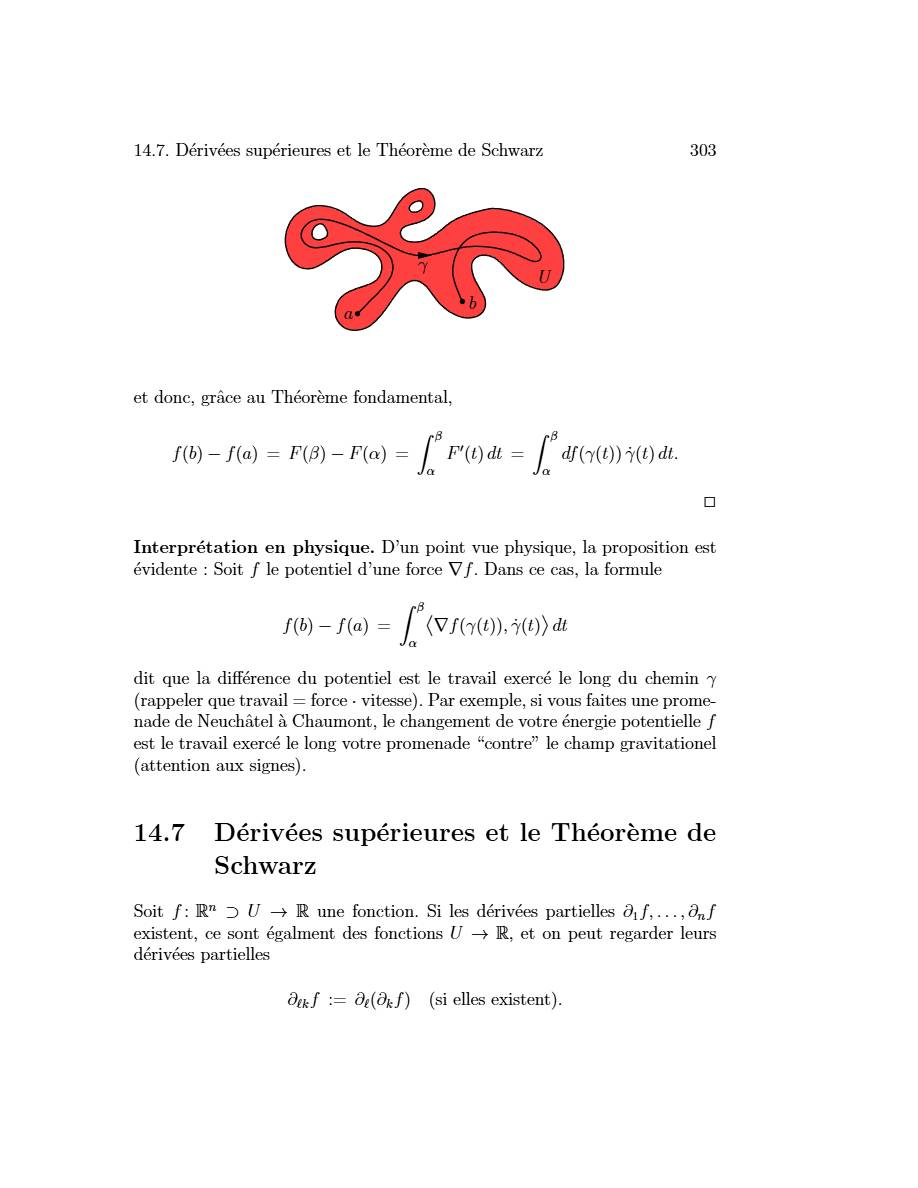 14.7. Dérivées supérieures et le Théorème de Schwarz 303
γ
U
a
b
et donc, grâce au Théorème fondamental,
f(b) − f(a) = F(β) − F(α) = ∫_α^β F′(t) dt = ∫_α^β df(γ(t)) γ̇(t) dt.
□
Interprétation en physique. D'un point vue physique, la proposition est
évidente : Soit f le potentiel d'une force ∇f. Dans ce cas, la formule
f(b) − f(a) = ∫_α^β ⟨∇f(γ(t)), γ̇(t)⟩ dt
dit que la différence du potentiel est le travail exercé le long du chemin γ
(rappeler que travail = force · vitesse). Par exemple, si vous faites une prome-
nade de Neuchâtel à Chaumont, le changement de votre énergie potentielle f
est le travail exercé le long votre promenade “contre” le champ gravitationel
(attention aux signes).
14.7 Dérivées supérieures et le Théorème de
Schwarz
Soit f : ℝⁿ ⊃ U → ℝ une fonction. Si les dérivées partielles ∂₁f, . . . , ∂ₙf
existent, ce sont égalment des fonctions U → ℝ, et on peut regarder leurs
dérivées partielles
∂_{ℓk}f := ∂_ℓ(∂_k f) (si elles existent).